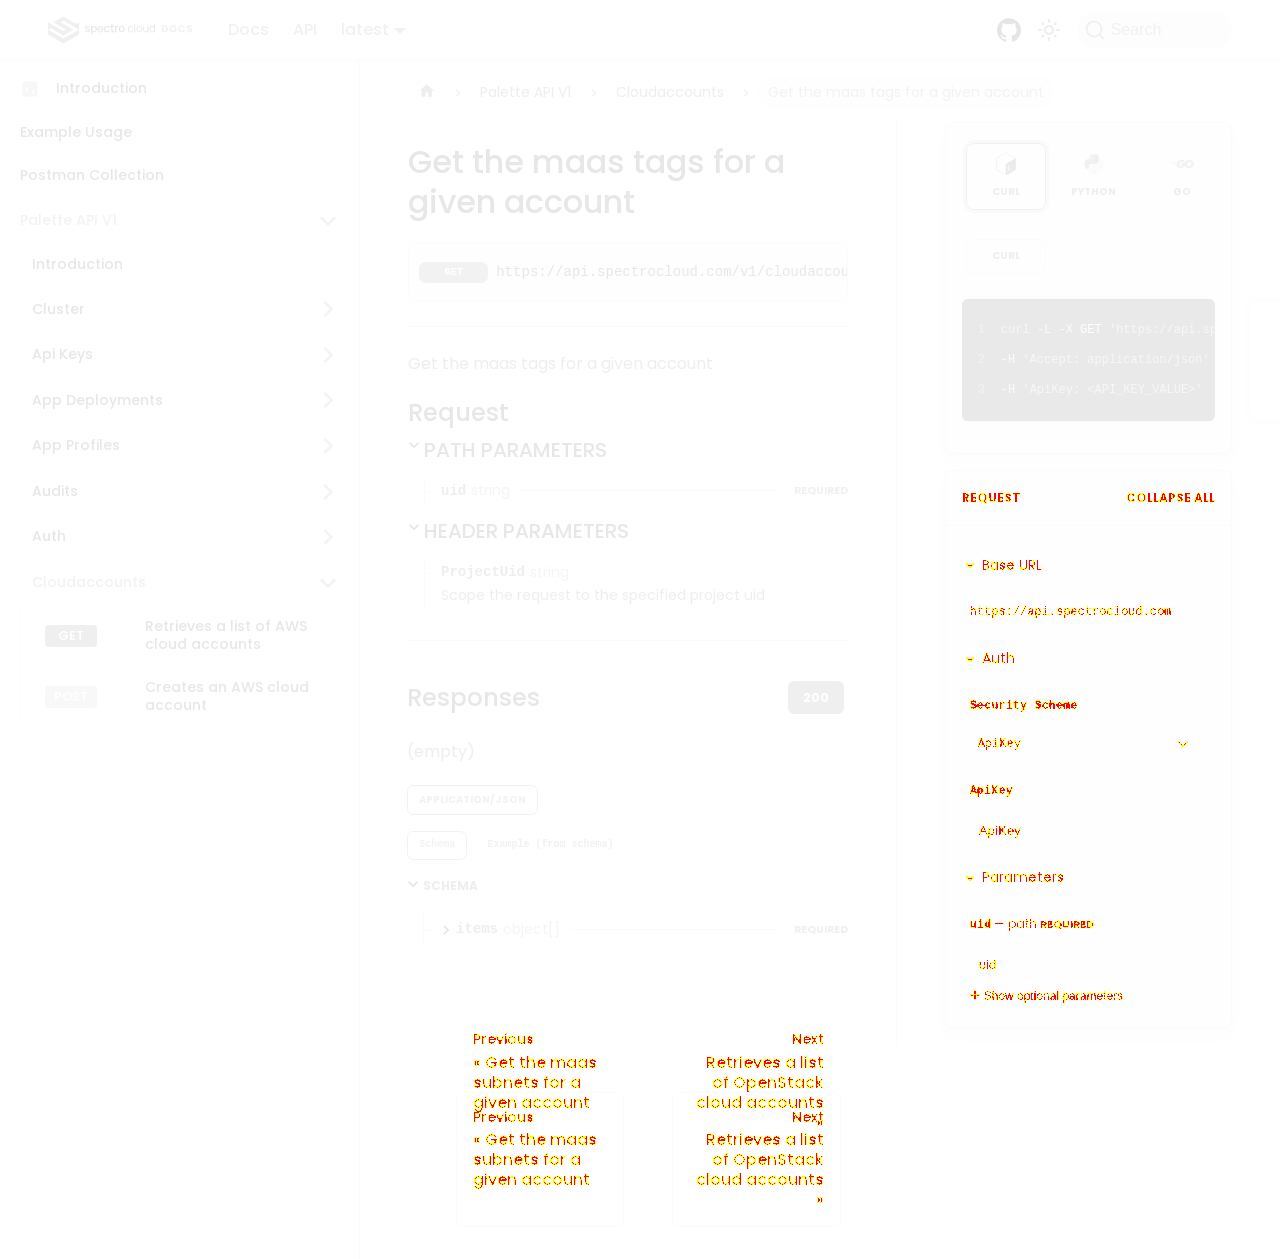 spectro cloud DOCS
Docs API latest
Search
Introduction
Example Usage
Postman Collection
Palette API V1
Introduction
Cluster
Api Keys
App Deployments
App Profiles
Audits
Auth
Cloudaccounts
GET Retrieves a list of AWS
cloud accounts
POST Creates an AWS cloud
account
Palette API V1 Cloudaccounts Get the maas tags for a given account
Get the maas tags for a
given account
GET https://api.spectrocloud.com/v1/cloudaccou
Get the maas tags for a given account
Request
PATH PARAMETERS
uid string REQUIRED
HEADER PARAMETERS
ProjectUid string
Scope the request to the specified project uid
Responses 200
(empty)
APPLICATION/JSON
Schema Example (from schema)
SCHEMA
items object[] REQUIRED
CURL PYTHON GO
CURL
1 curl -L -X GET 'https://api.sp
2 -H 'Accept: application/json'
3 -H 'ApiKey: <API_KEY_VALUE>'
REQUEST COLLAPSE ALL
Base URL
https://api.spectrocloud.com
Auth
Security Scheme
ApiKey
ApiKey
ApiKey
Parameters
uid — path REQUIRED
uid
Show optional parameters
Previous
« Get the maas
subnets for a
given account
Next
Retrieves a list
of OpenStack
cloud accounts
»
Previous
« Get the maas
subnets for a
given account
Next
Retrieves a list
of OpenStack
cloud accounts
»